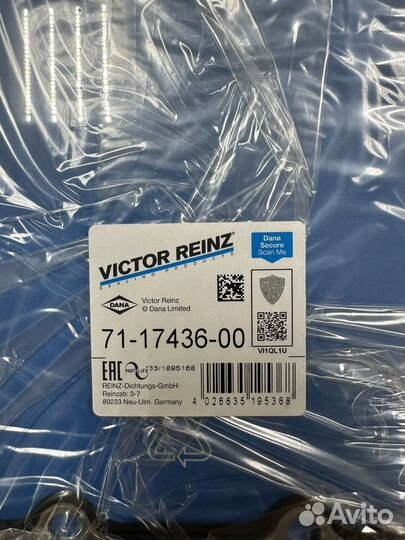 VICTOR REINZ®
SEALING PRODUCTS
Dana
Secure
Scan Me
DANA
Victor Reinz
© Dana Limited
VI1QL1U
71-17436-00
EAC
PARTSLIFE
33/1895168
REINZ-Dichtungs-GmbH
Reinzstr. 3-7
89233 Neu-Ulm Germany
4 026635 195368
Avito